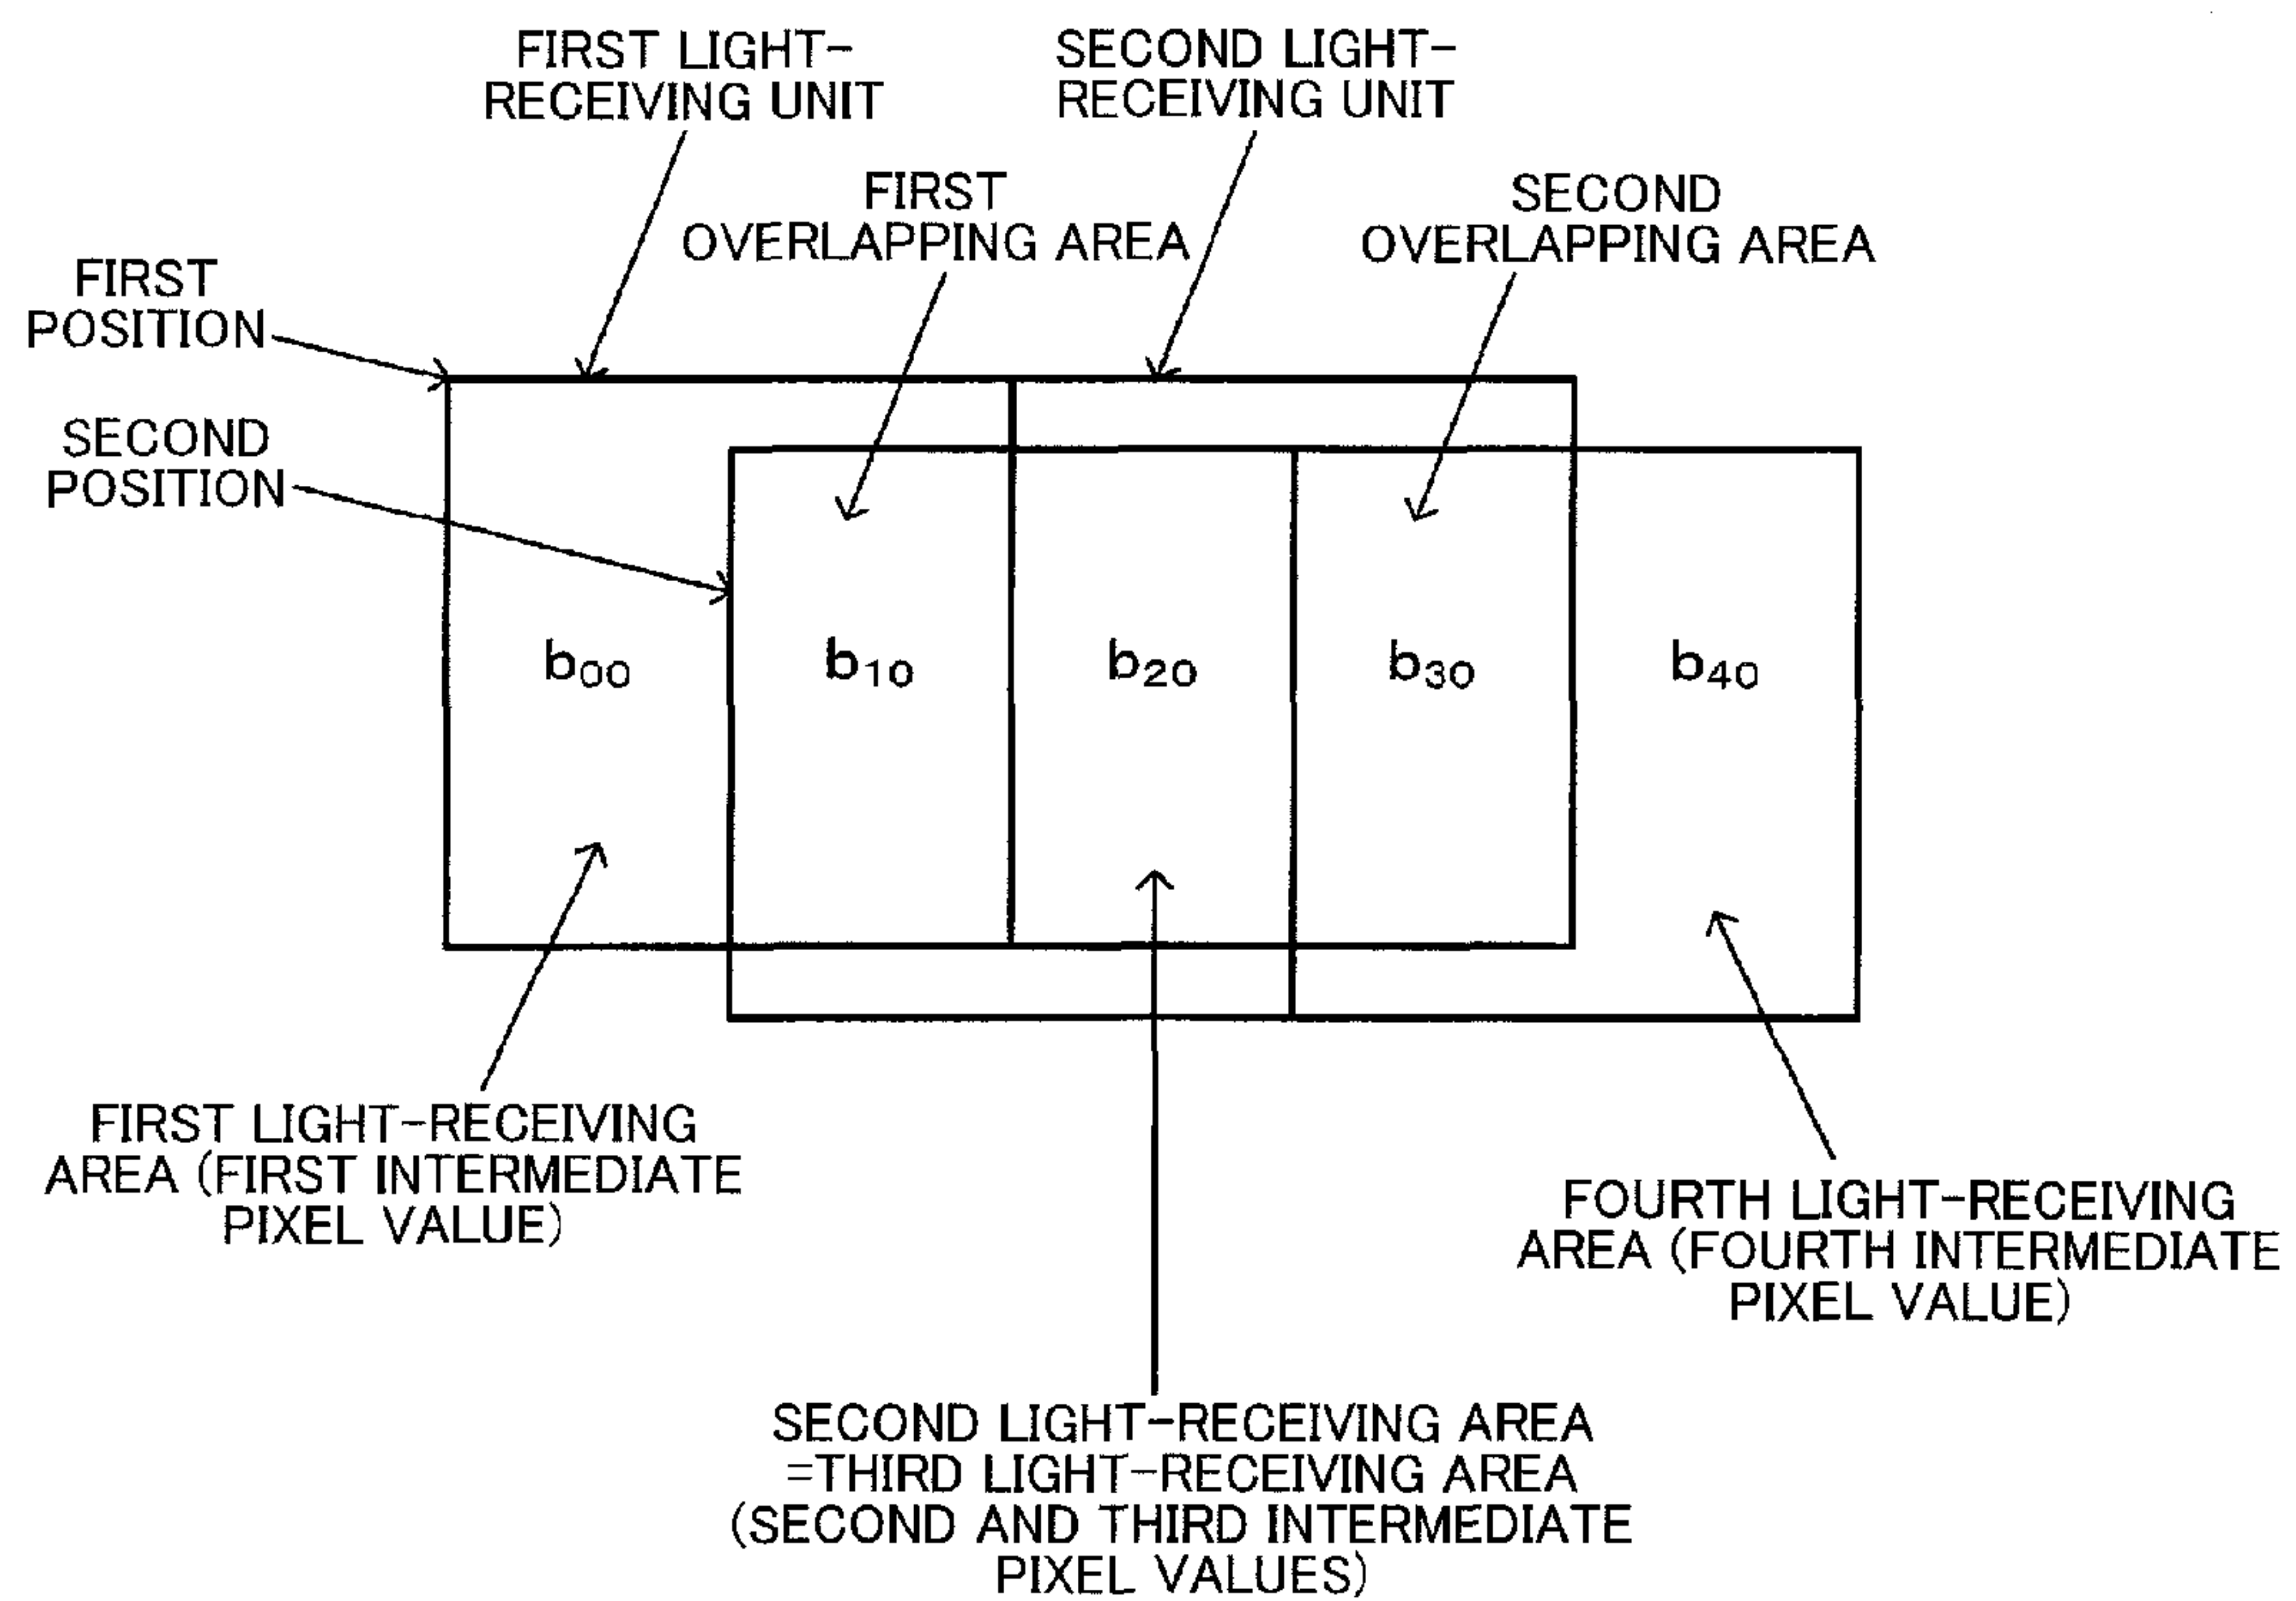 FIRST LIGHT-
RECEIVING UNIT
SECOND LIGHT-
RECEIVING UNIT
FIRST
OVERLAPPING AREA
SECOND
OVERLAPPING AREA
FIRST
POSITION
SECOND
POSITION
b00
b10
b20
b30
b40
FIRST LIGHT-RECEIVING
AREA (FIRST INTERMEDIATE
PIXEL VALUE)
FOURTH LIGHT-RECEIVING
AREA (FOURTH INTERMEDIATE
PIXEL VALUE)
SECOND LIGHT-RECEIVING AREA
=THIRD LIGHT-RECEIVING AREA
(SECOND AND THIRD INTERMEDIATE
PIXEL VALUES)